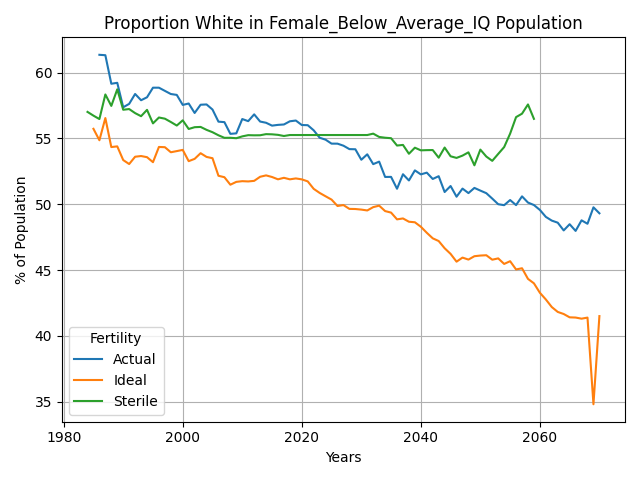 Proportion White in Female_Below_Average_IQ Population
% of Population
60
55
50
45
40
35
Fertility
Actual
Ideal
Sterile
1980
2000
2020
2040
2060
Years